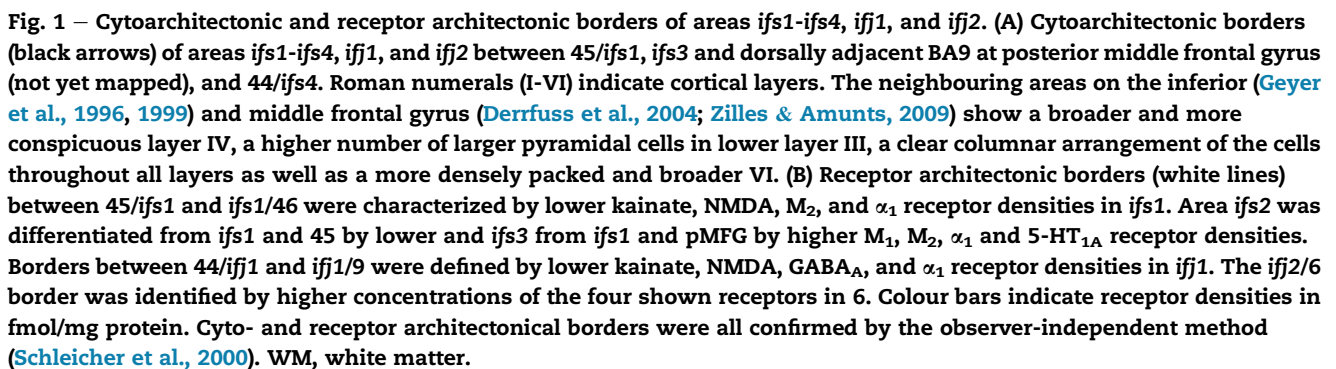 Fig. 1 – Cytoarchitectonic and receptor architectonic borders of areas ifs1-ifs4, ifj1, and ifj2. (A) Cytoarchitectonic borders
(black arrows) of areas ifs1-ifs4, ifj1, and ifj2 between 45/ifs1, ifs3 and dorsally adjacent BA9 at posterior middle frontal gyrus
(not yet mapped), and 44/ifs4. Roman numerals (I-VI) indicate cortical layers. The neighbouring areas on the inferior (Geyer
et al., 1996, 1999) and middle frontal gyrus (Derrfuss et al., 2004; Zilles & Amunts, 2009) show a broader and more
conspicuous layer IV, a higher number of larger pyramidal cells in lower layer III, a clear columnar arrangement of the cells
throughout all layers as well as a more densely packed and broader VI. (B) Receptor architectonic borders (white lines)
between 45/ifs1 and ifs1/46 were characterized by lower kainate, NMDA, M₂, and α₁ receptor densities in ifs1. Area ifs2 was
differentiated from ifs1 and 45 by lower and ifs3 from ifs1 and pMFG by higher M₁, M₂, α₁ and 5-HT₁A receptor densities.
Borders between 44/ifj1 and ifj1/9 were defined by lower kainate, NMDA, GABAA, and α₁ receptor densities in ifj1. The ifj2/6
border was identified by higher concentrations of the four shown receptors in 6. Colour bars indicate receptor densities in
fmol/mg protein. Cyto- and receptor architectonical borders were all confirmed by the observer-independent method
(Schleicher et al., 2000). WM, white matter.